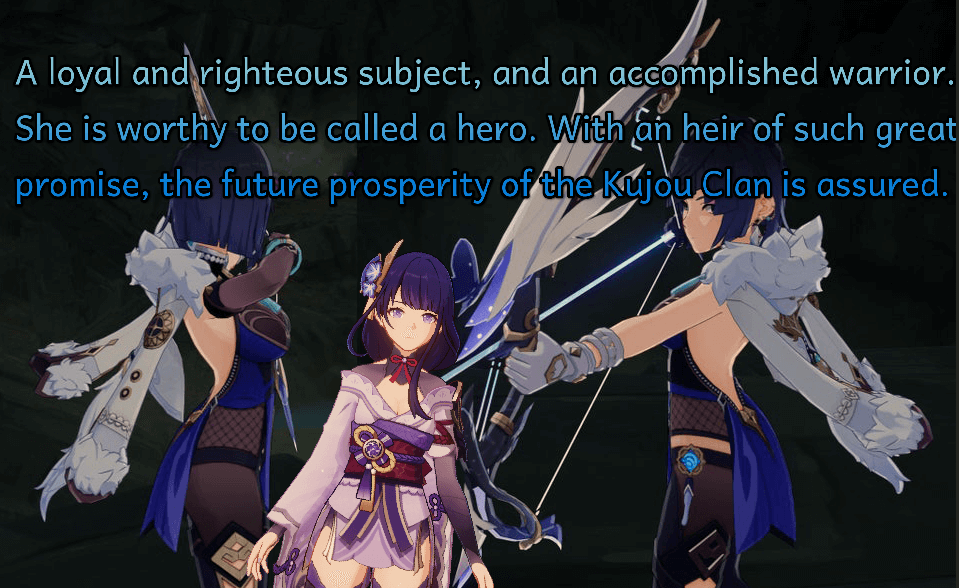 A loyal and righteous subject, and an accomplished warrior.
She is worthy to be called a hero. With an heir of such great
promise, the future prosperity of the Kujou Clan is assured.